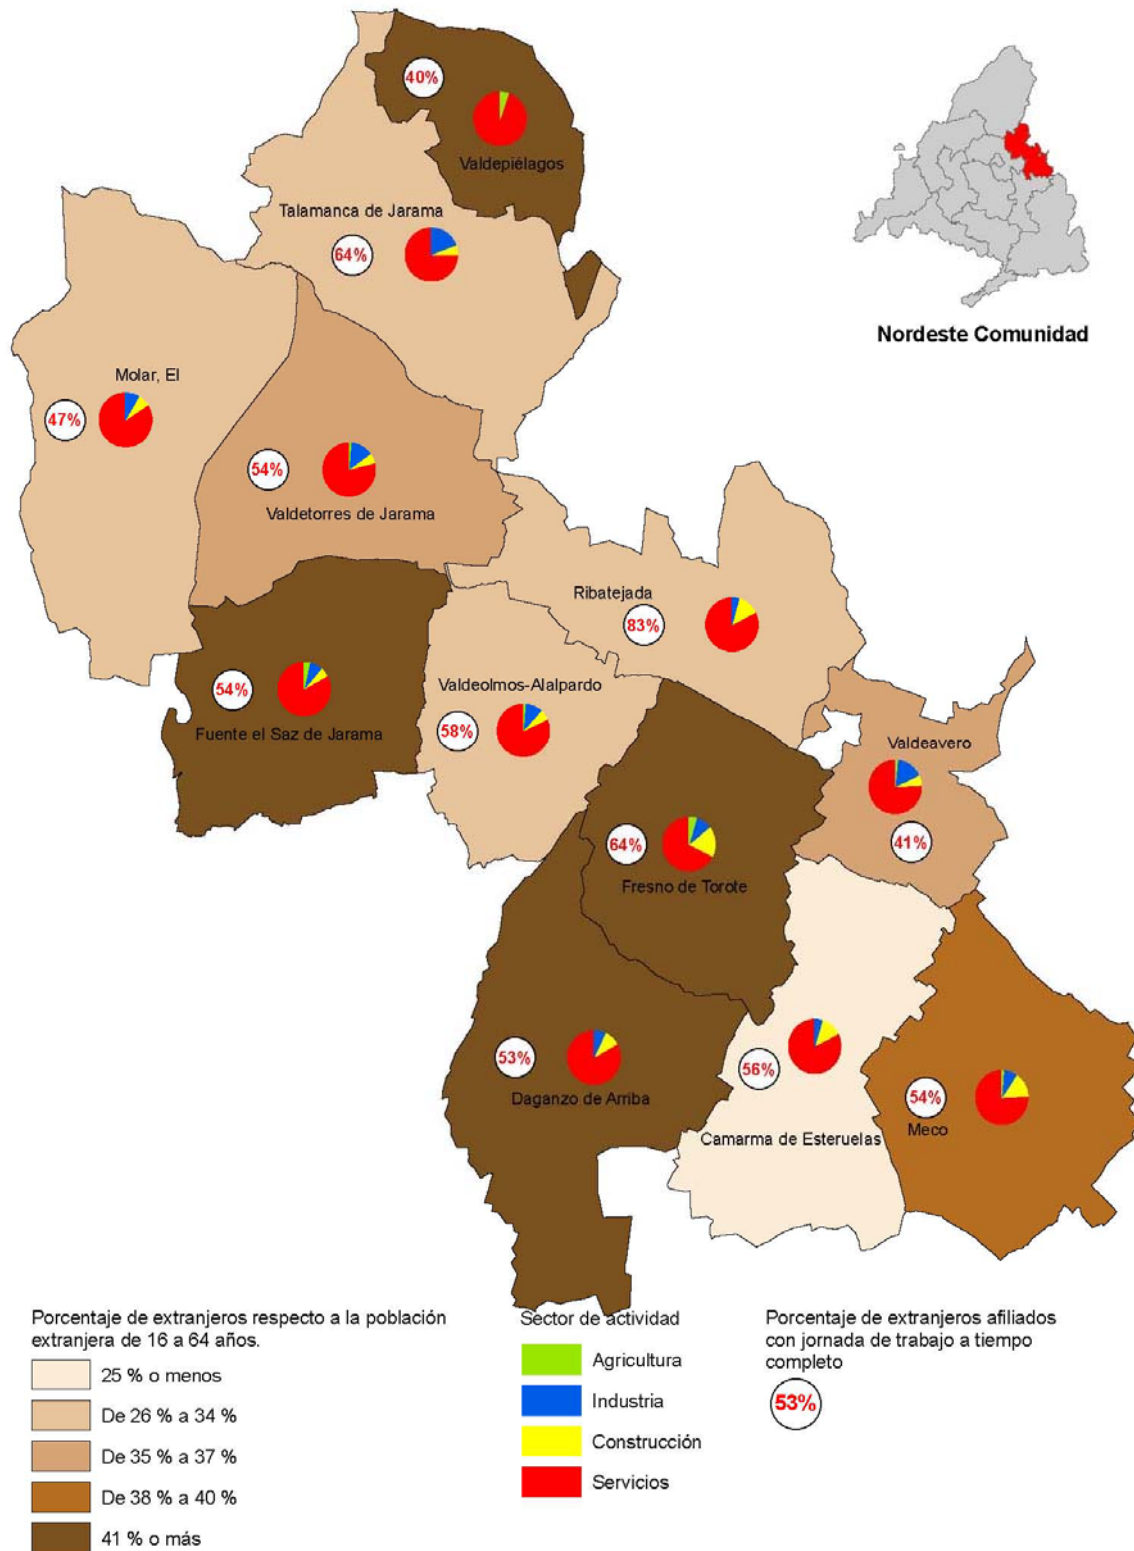 40%
Valdepiélagos
Talamanca de Jarama
64%
Nordeste Comunidad
Molar, El
47%
54%
Valdetorres de Jarama
Ribatejada
83%
54%
Fuente el Saz de Jarama
Valdeolmos-Alalpardo
58%
Valdeavero
41%
64%
Fresno de Torote
53%
Daganzo de Arriba
56%
Camarma de Esteruelas
54%
Meco
Porcentaje de extranjeros respecto a la población
extranjera de 16 a 64 años.
25 % o menos
De 26 % a 34 %
De 35 % a 37 %
De 38 % a 40 %
41 % o más
Sector de actividad
Agricultura
Industria
Construcción
Servicios
Porcentaje de extranjeros afiliados
con jornada de trabajo a tiempo
completo
53%